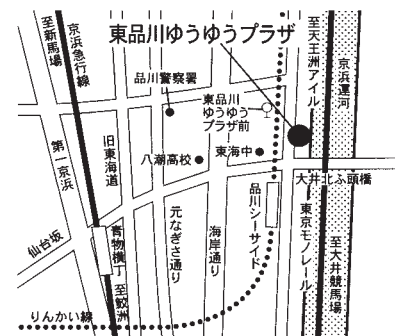 東品川ゆうゆうプラザ
至新馬場
京浜急行線
至天王洲アイル
京浜運河
品川警察署
東品川
ゆうゆう
プラザ前
第一京浜
旧東海道
八潮高校
東海中
大井北ふ頭橋
仙台坂
青物横丁
至鮫洲
元なぎさ通り
海岸通り
品川シーサイド
東京モノレール
至大井競馬場
りんかい線